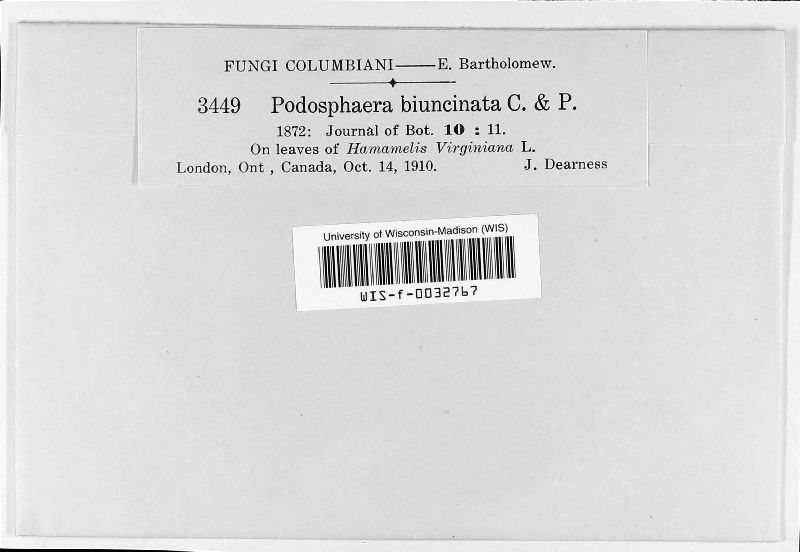 FUNGI COLUMBIANI——E. Bartholomew.
3449 Podosphaera biuncinata C. & P.
1872: Journal of Bot. 10 : 11.
On leaves of Hamamelis Virginiana L.
London, Ont , Canada, Oct. 14, 1910. J. Dearness
University of Wisconsin-Madison (WIS)
WIS-f-0032767